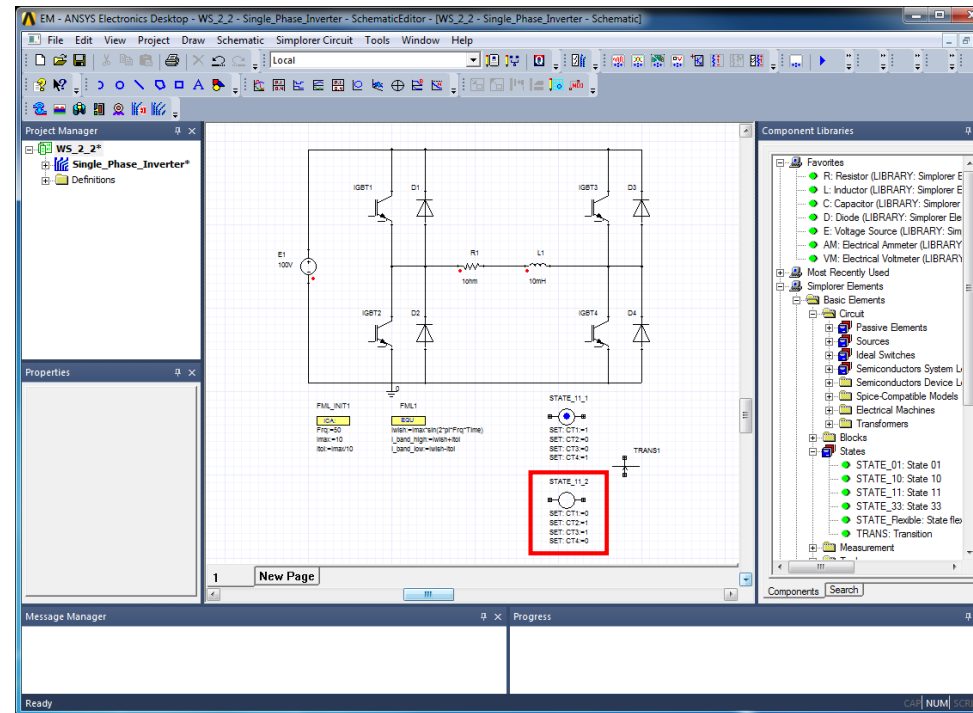 EM - ANSYS Electronics Desktop - WS_2_2 - Single_Phase_Inverter - SchematicEditor - [WS_2_2 - Single_Phase_Inverter - Schematic]
File Edit View Project Draw Schematic Simplorer Circuit Tools Window Help
Local
Project Manager
WS_2_2*
Single_Phase_Inverter*
Definitions
Properties
IGBT1 D1 IGBT3 D3
E1
100V
R1 L1
1ohm 10mH
IGBT2 D2 IGBT4 D4
0
FML_INIT1 FML1
ICA: EQU
Frq:=50 Iwish:=Imax*sin(2*pi*Frq*Time)
Imax:=10 I_band_high:=Iwish+Itol
Itol:=Imax/10 I_band_low:=Iwish-Itol
STATE_11_1
SET: CT1:=1
SET: CT2:=0
SET: CT3:=0
SET: CT4:=1
TRANS1
STATE_11_2
SET: CT1:=0
SET: CT2:=1
SET: CT3:=1
SET: CT4:=0
1 New Page
Component Libraries
Favorites
R: Resistor (LIBRARY: Simplorer E
L: Inductor (LIBRARY: Simplorer E
C: Capacitor (LIBRARY: Simplorer
D: Diode (LIBRARY: Simplorer Ele
E: Voltage Source (LIBRARY: Sim
AM: Electrical Ammeter (LIBRARY
VM: Electrical Voltmeter (LIBRARY
Most Recently Used
Simplorer Elements
Basic Elements
Circuit
Passive Elements
Sources
Ideal Switches
Semiconductors System L
Semiconductors Device L
Spice-Compatible Models
Electrical Machines
Transformers
Blocks
States
STATE_01: State 01
STATE_10: State 10
STATE_11: State 11
STATE_33: State 33
STATE_Flexible: State flex
TRANS: Transition
Measurement
Components Search
Message Manager
Progress
Ready
CAP NUM SCR